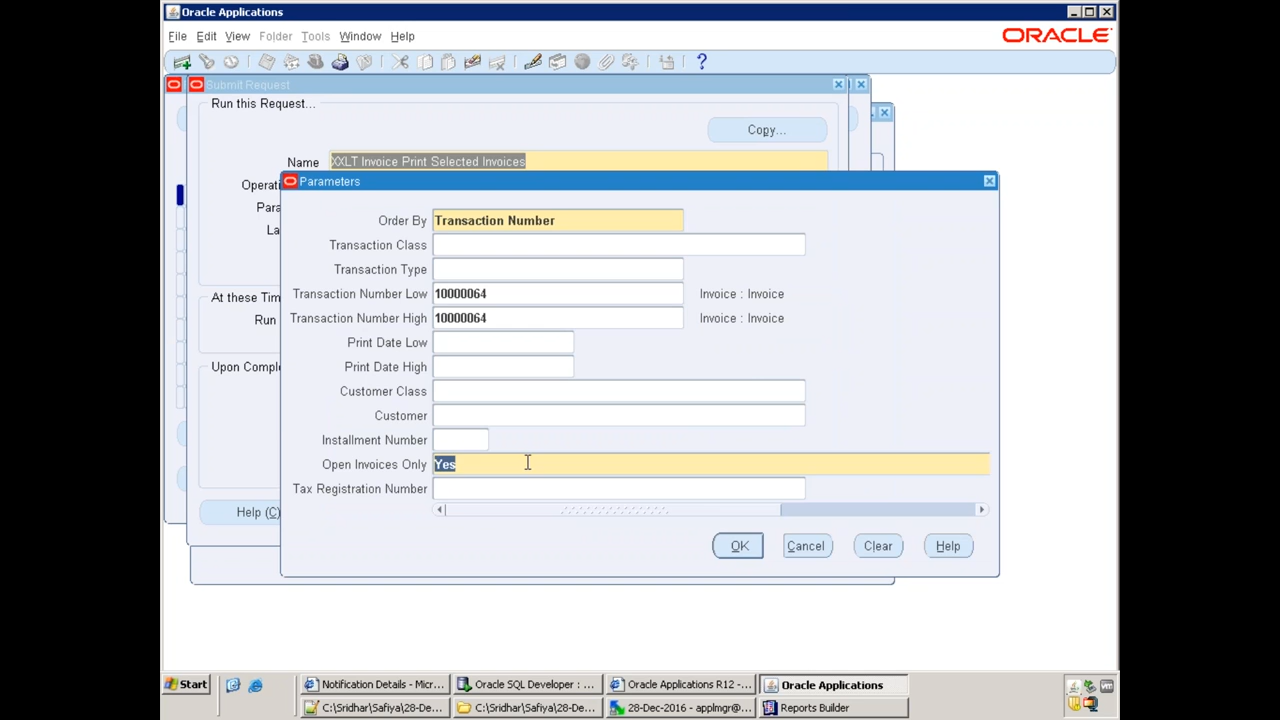 Oracle Applications
File Edit View Folder Tools Window Help
ORACLE
Submit Request
Run this Request...
Copy...
Name XXLT Invoice Print Selected Invoices
Operati
Parameters
Para
La
Order By Transaction Number
Transaction Class
Transaction Type
Transaction Number Low 10000064 Invoice : Invoice
At these Tim
Transaction Number High 10000064 Invoice : Invoice
Run
Print Date Low
Print Date High
Upon Comple
Customer Class
Customer
Installment Number
Open Invoices Only Yes
Tax Registration Number
Help (C)
OK Cancel Clear Help
Start Notification Details - Micr... Oracle SQL Developer : ... Oracle Applications R12 -... Oracle Applications
C:\Sridhar\Safiya\28-De... C:\Sridhar\Safiya\28-De... 28-Dec-2016 - applmgr@... Reports Builder